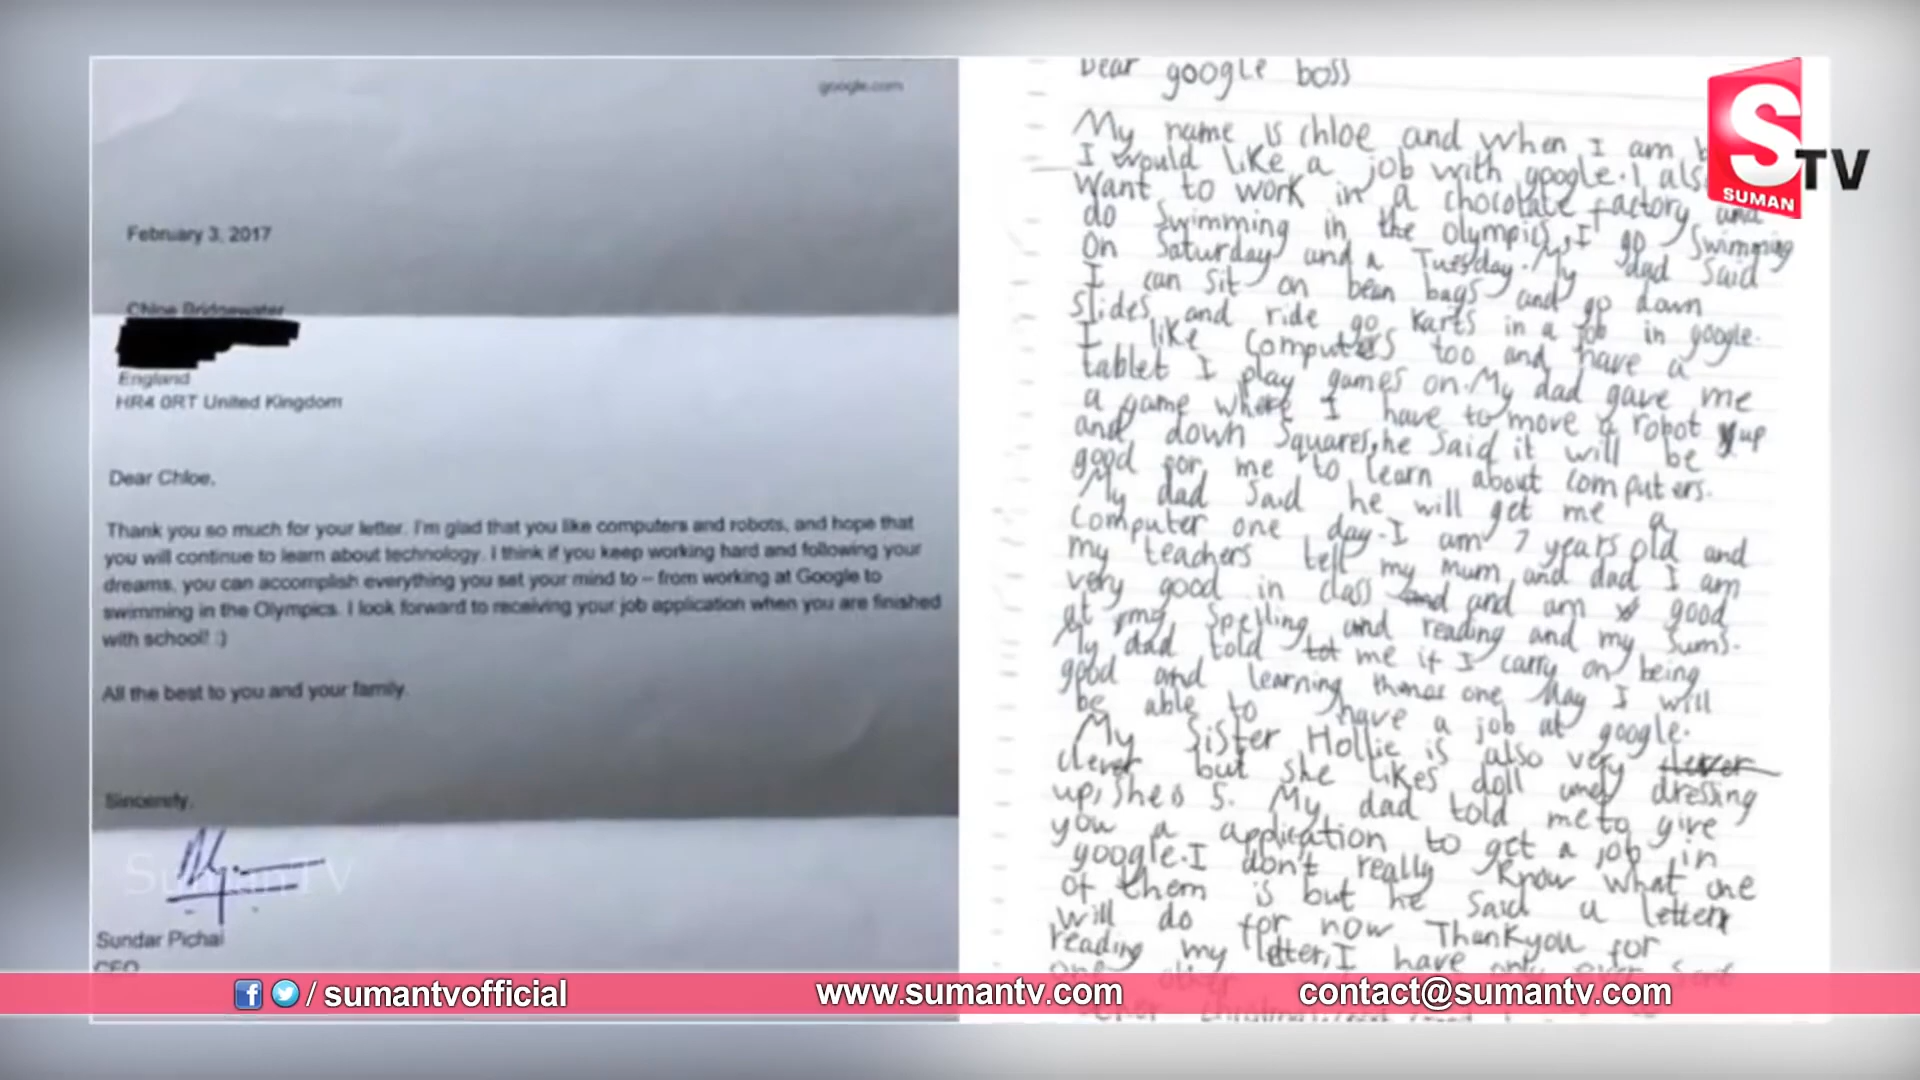 google.com
February 3, 2017
Chloe Bridgewater
England
HR4 0RT United Kingdom
Dear Chloe,
Thank you so much for your letter. I'm glad that you like computers and robots, and hope that
you will continue to learn about technology. I think if you keep working hard and following your
dreams, you can accomplish everything you set your mind to – from working at Google to
swimming in the Olympics. I look forward to receiving your job application when you are finished
with school! :)
All the best to you and your family.
Sincerely,
Suman TV
Sundar Pichai
CEO
Dear google boss
My name is Chloe and when I am
I would like a job with google. I also
want to work in a chocolate factory and
do swimming in the olympics, I go swimming
on Saturday and a Tuesday. My dad said
I can sit on bean bags and go down
slides and ride go karts in a job in google.
I like computers too and have a
tablet I play games on. My dad gave me
a game where I have to move a robot up
and down squares, he said it will be
good for me to learn about computers.
My dad said he will get me a
computer one day. I am 7 years old and
my teachers tell my mum and dad I am
very good in class and and am good
at my spelling and reading and my sums.
My dad told me if I carry on being
good and learning one I will
be able to have a job at google.
My sister Hollie is also very clever
clever but she likes doll and dressing
up, shes 5. My dad told me to give
you a application to get a job in
google. I don't really know what one
of them is but he said a letter
will do for now Thankyou for
reading my letter, I have only ever sent
one other
S
SUMAN
TV
/ sumantvofficial
www.sumantv.com
contact@sumantv.com